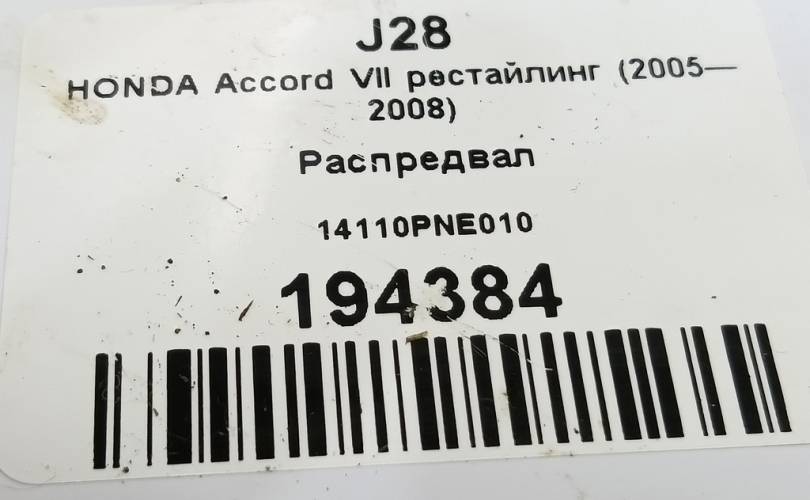 J28
HONDA Accord VII рестайлинг (2005—
2008)
Распредвал
14110PNE010
194384